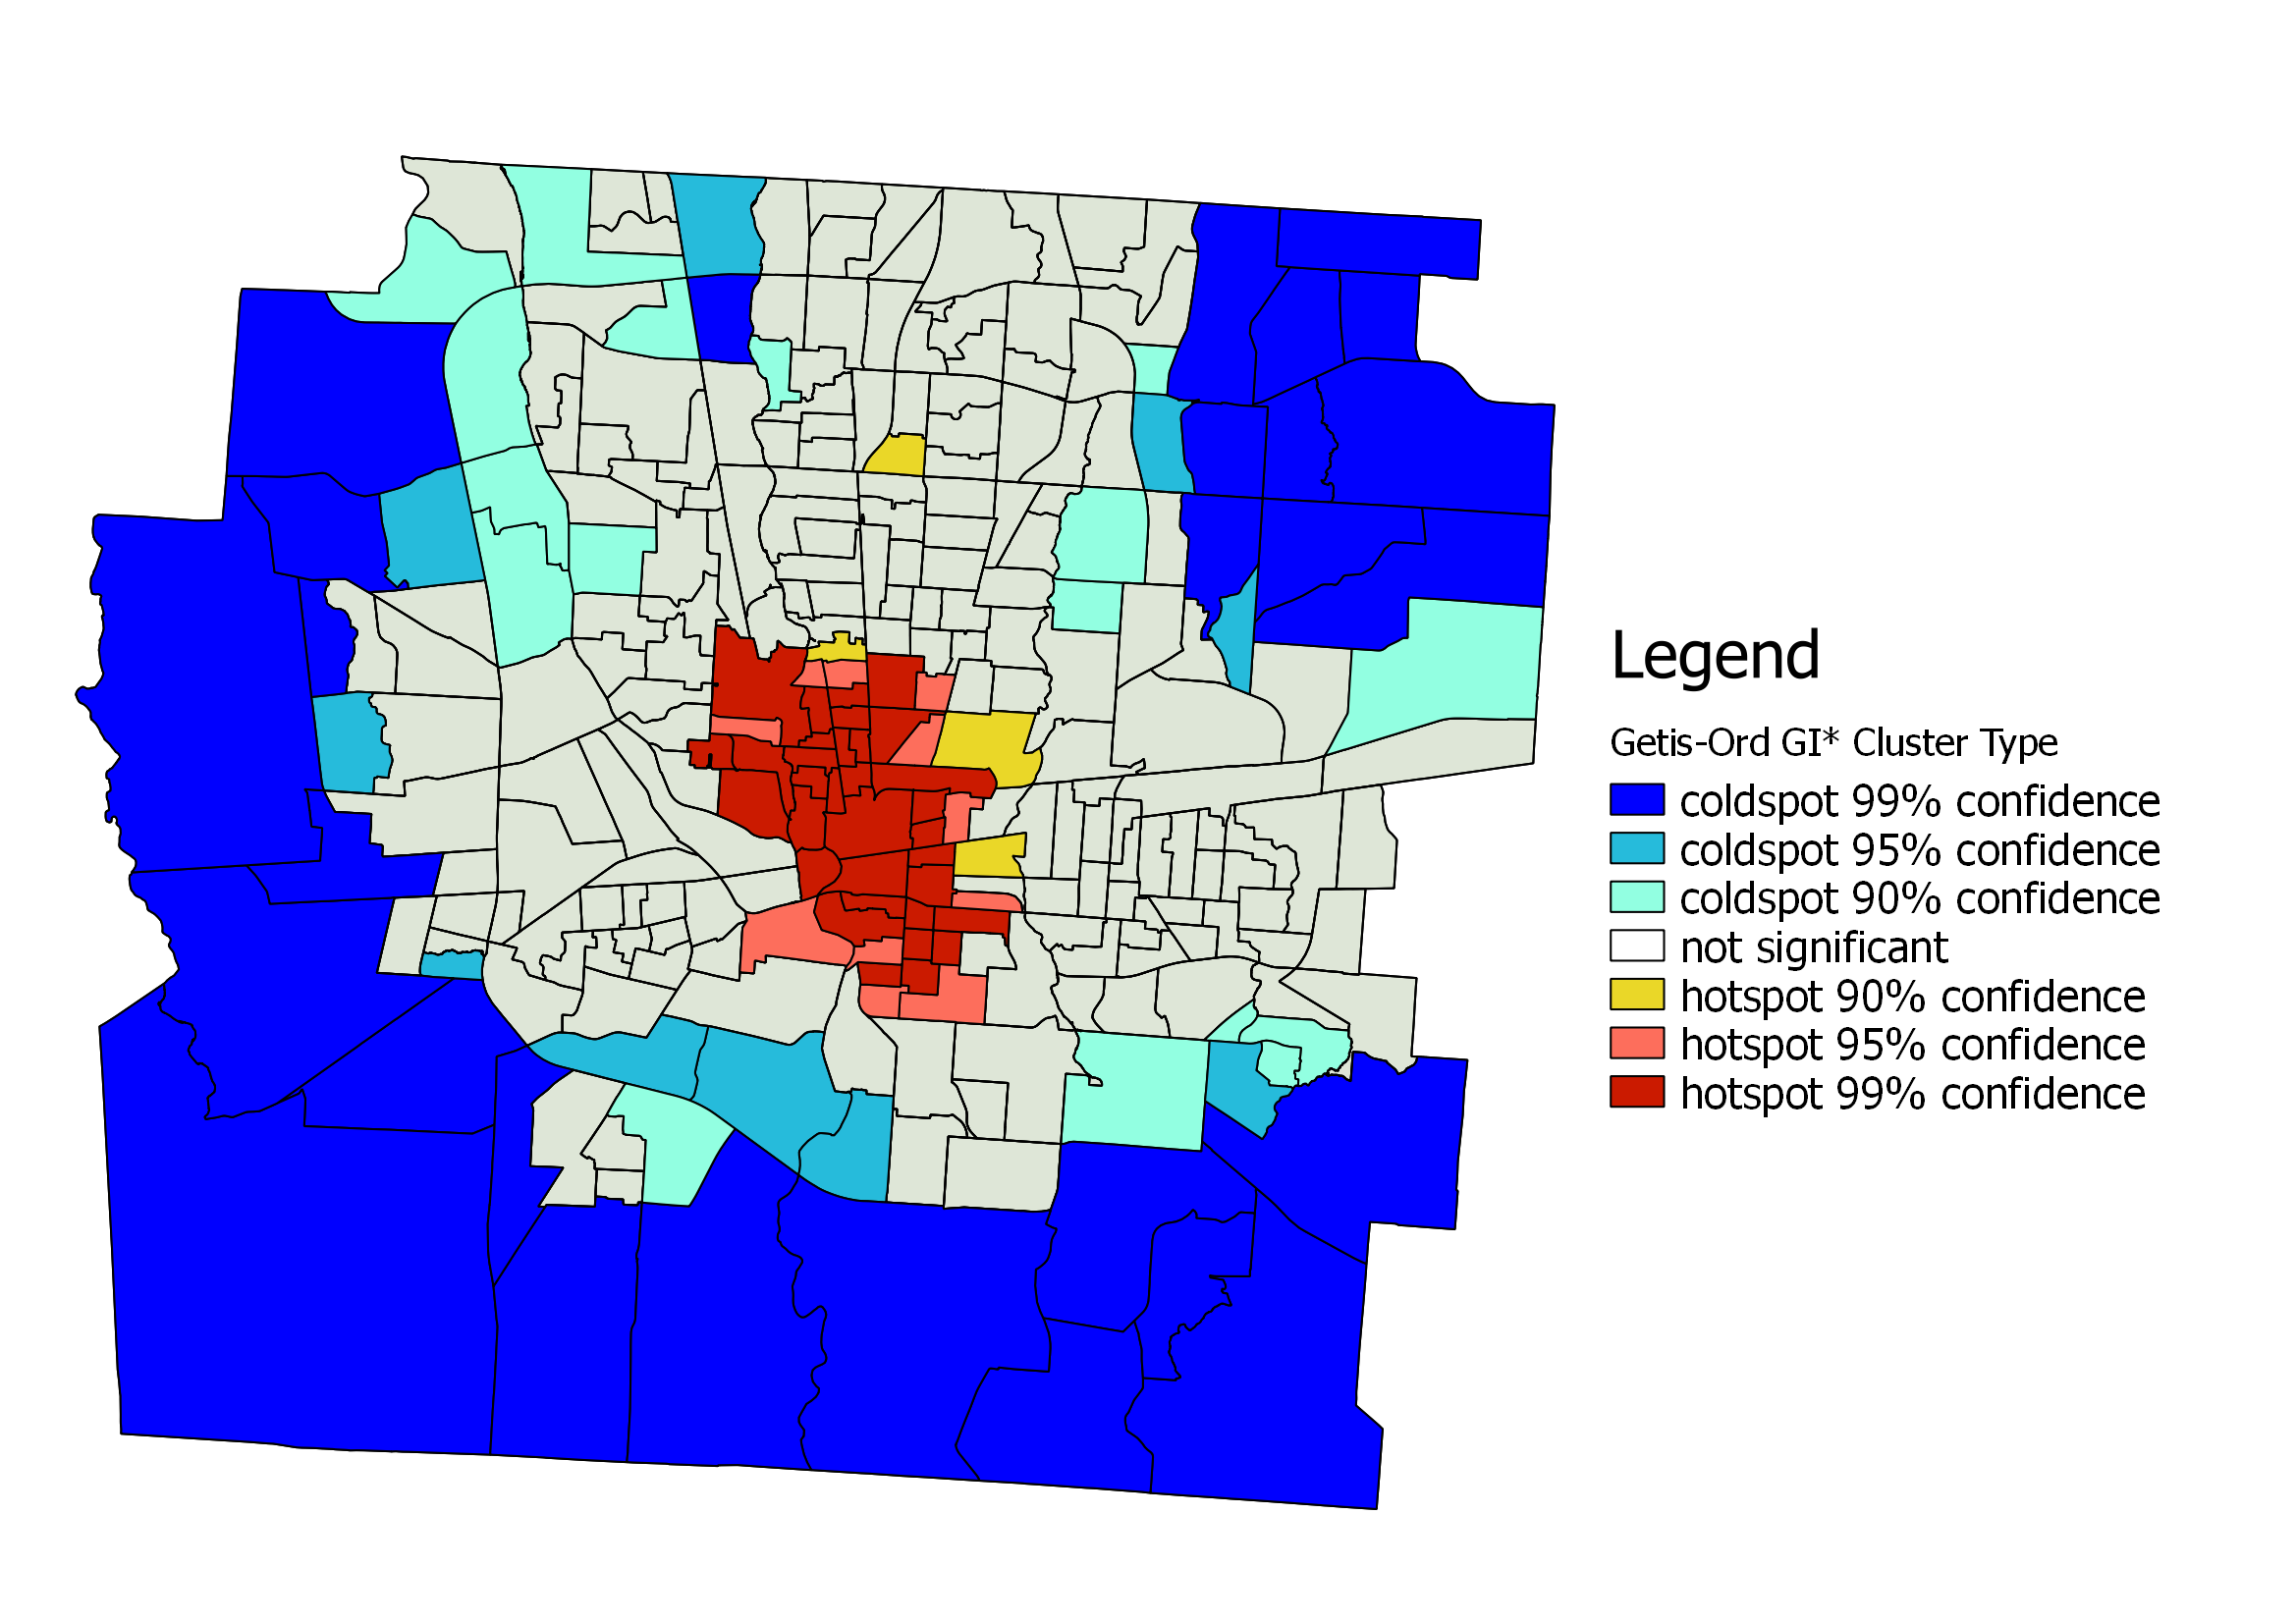 Legend
Getis-Ord GI* Cluster Type
coldspot 99% confidence
coldspot 95% confidence
coldspot 90% confidence
not significant
hotspot 90% confidence
hotspot 95% confidence
hotspot 99% confidence